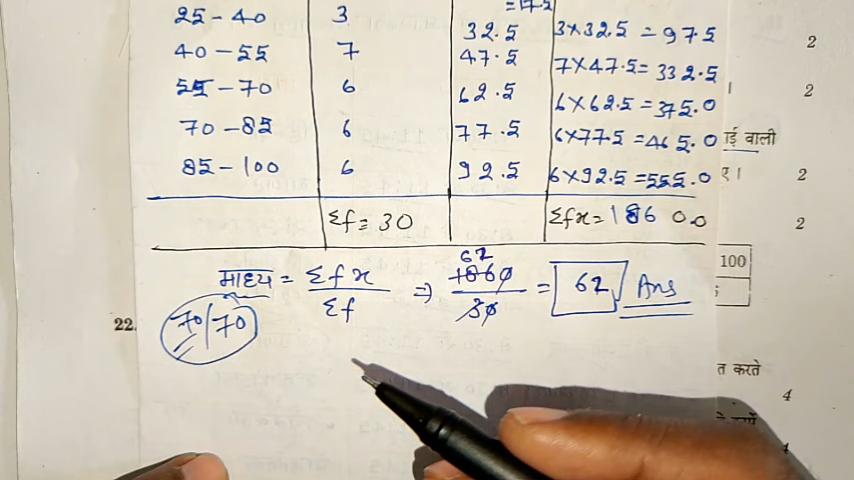 = 17.5
25-40 3 32.5 3×32.5 = 97.5 2
40-55 7 47.5 7×47.5 = 332.5
55-70 6 62.5 6×62.5 = 375.0 2
70-85 6 77.5 6×77.5 = 465.0 ाई वाली
85-100 6 92.5 6×92.5 = 555.0 ए। 2
Σf = 30 Σfx = 1860.0 2
100
माध्य = Σfx / Σf ⇒ 1860 / 30 = 62 Ans
62
70/70
22.
त करते
4
4